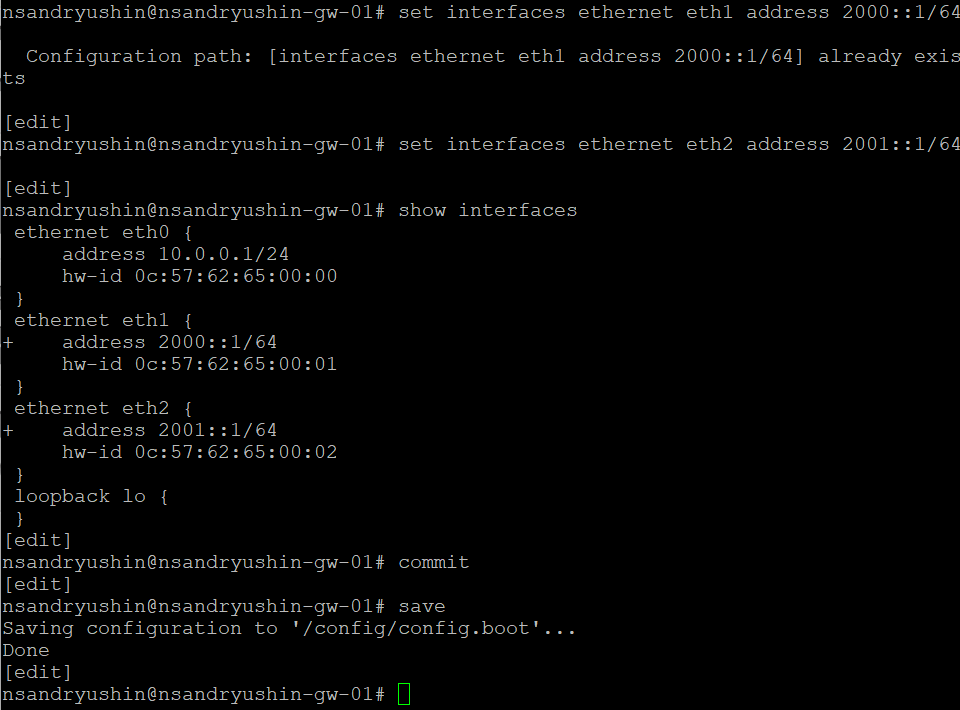 nsandryushin@nsandryushin-gw-01# set interfaces ethernet eth1 address 2000::1/64

  Configuration path: [interfaces ethernet eth1 address 2000::1/64] already exis
ts

[edit]
nsandryushin@nsandryushin-gw-01# set interfaces ethernet eth2 address 2001::1/64

[edit]
nsandryushin@nsandryushin-gw-01# show interfaces
 ethernet eth0 {
     address 10.0.0.1/24
     hw-id 0c:57:62:65:00:00
 }
 ethernet eth1 {
+    address 2000::1/64
     hw-id 0c:57:62:65:00:01
 }
 ethernet eth2 {
+    address 2001::1/64
     hw-id 0c:57:62:65:00:02
 }
 loopback lo {
 }
[edit]
nsandryushin@nsandryushin-gw-01# commit
[edit]
nsandryushin@nsandryushin-gw-01# save
Saving configuration to '/config/config.boot'...
Done
[edit]
nsandryushin@nsandryushin-gw-01#